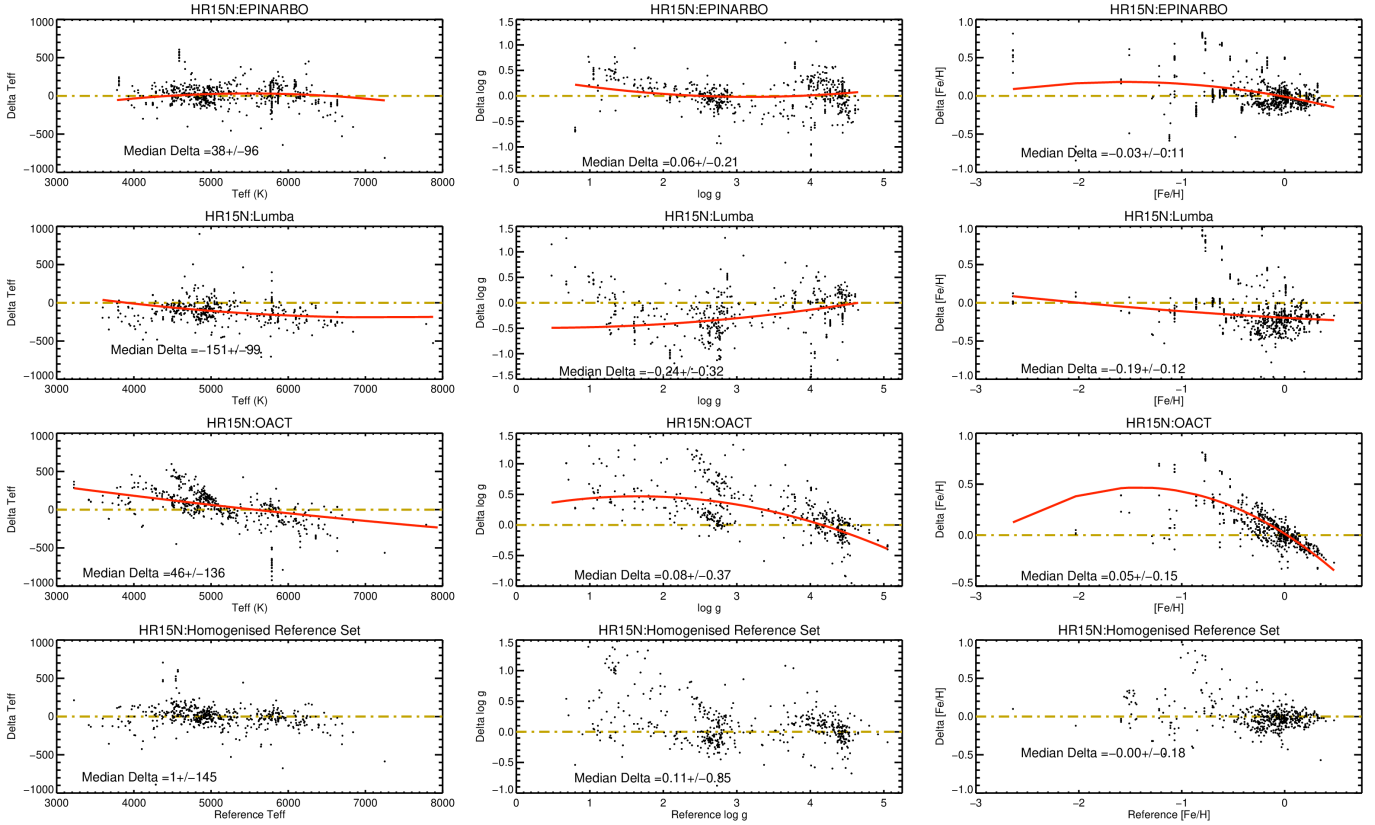 HR15N:EPINARBO
HR15N:EPINARBO
HR15N:EPINARBO
Delta Teff
1000
500
0
−500
−1000
Median Delta =38+/−96
3000 4000 5000 6000 7000 8000
Teff (K)
Delta log g
1.5
1.0
0.5
0.0
−0.5
−1.0
−1.5
Median Delta =0.06+/−0.21
0 1 2 3 4 5
log g
Delta [Fe/H]
1.0
0.5
0.0
−0.5
−1.0
Median Delta =−0.03+/−0.11
−3 −2 −1 0
[Fe/H]
HR15N:Lumba
HR15N:Lumba
HR15N:Lumba
Delta Teff
1000
500
0
−500
−1000
Median Delta =−151+/−99
3000 4000 5000 6000 7000 8000
Teff (K)
Delta log g
1.5
1.0
0.5
0.0
−0.5
−1.0
−1.5
Median Delta =−0.24+/−0.32
0 1 2 3 4 5
log g
Delta [Fe/H]
1.0
0.5
0.0
−0.5
−1.0
Median Delta =−0.19+/−0.12
−3 −2 −1 0
[Fe/H]
HR15N:OACT
HR15N:OACT
HR15N:OACT
Delta Teff
1000
500
0
−500
−1000
Median Delta =46+/−136
3000 4000 5000 6000 7000 8000
Teff (K)
Delta log g
1.5
1.0
0.5
0.0
−0.5
−1.0
Median Delta =0.08+/−0.37
0 1 2 3 4 5
log g
Delta [Fe/H]
1.0
0.5
0.0
−0.5
Median Delta =0.05+/−0.15
−3 −2 −1 0
[Fe/H]
HR15N:Homogenised Reference Set
HR15N:Homogenised Reference Set
HR15N:Homogenised Reference Set
Delta Teff
1000
500
0
−500
−1000
Median Delta =1+/−145
3000 4000 5000 6000 7000 8000
Reference Teff
Delta log g
1.5
1.0
0.5
0.0
−0.5
−1.0
Median Delta =0.11+/−0.85
0 1 2 3 4 5
Reference log g
Delta [Fe/H]
1.0
0.5
0.0
−0.5
−1.0
Median Delta =−0.00+/−0.18
−3 −2 −1 0
Reference [Fe/H]